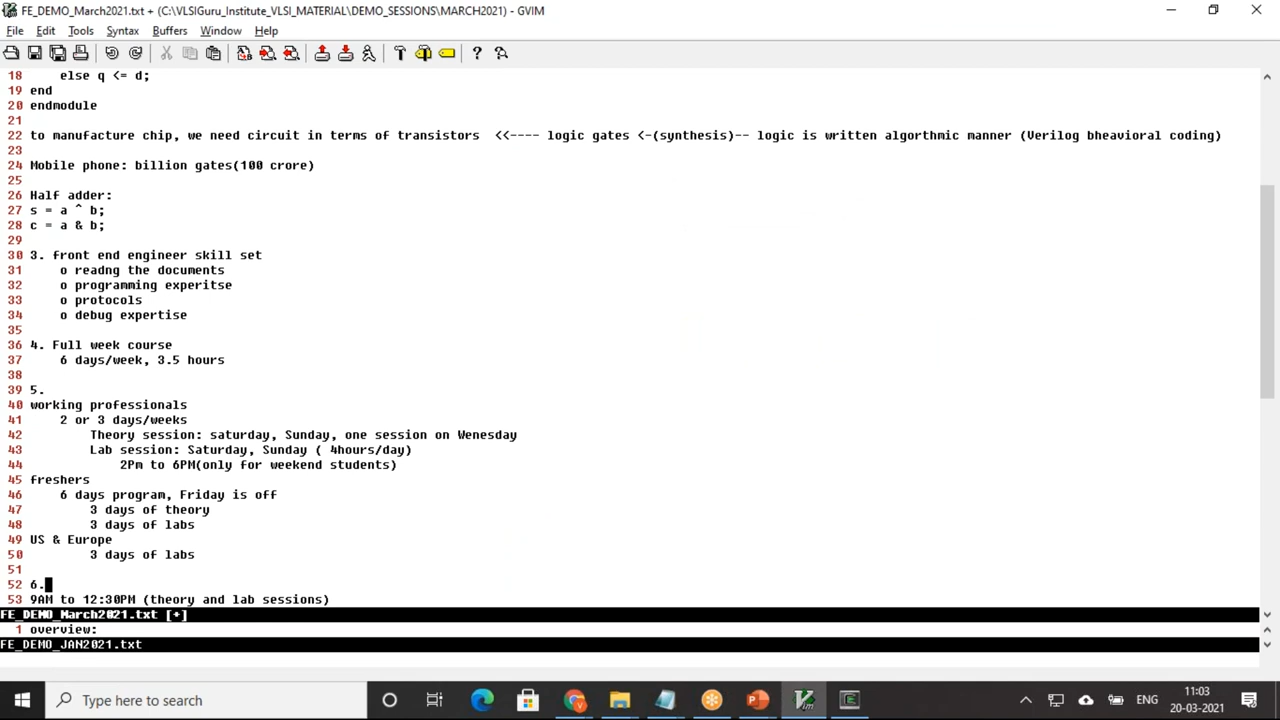 FE_DEMO_March2021.txt + (C:\VLSIGuru_Institute_VLSI_MATERIAL\DEMO_SESSIONS\MARCH2021) - GVIM
File Edit Tools Syntax Buffers Window Help
18 else q <= d;
19 end
20 endmodule
21
22 to manufacture chip, we need circuit in terms of transistors <<---- logic gates <-(synthesis)-- logic is written algorthmic manner (Verilog bheavioral coding)
23
24 Mobile phone: billion gates(100 crore)
25
26 Half adder:
27 s = a ^ b;
28 c = a & b;
29
30 3. front end engineer skill set
31 o readng the documents
32 o programming experitse
33 o protocols
34 o debug expertise
35
36 4. Full week course
37 6 days/week, 3.5 hours
38
39 5.
40 working professionals
41 2 or 3 days/weeks
42 Theory session: saturday, Sunday, one session on Wenesday
43 Lab session: Saturday, Sunday ( 4hours/day)
44 2Pm to 6PM(only for weekend students)
45 freshers
46 6 days program, Friday is off
47 3 days of theory
48 3 days of labs
49 US & Europe
50 3 days of labs
51
52 6.
53 9AM to 12:30PM (theory and lab sessions)
FE_DEMO_March2021.txt [+]
1 overview:
FE_DEMO_JAN2021.txt
Type here to search
ENG
11:03
20-03-2021